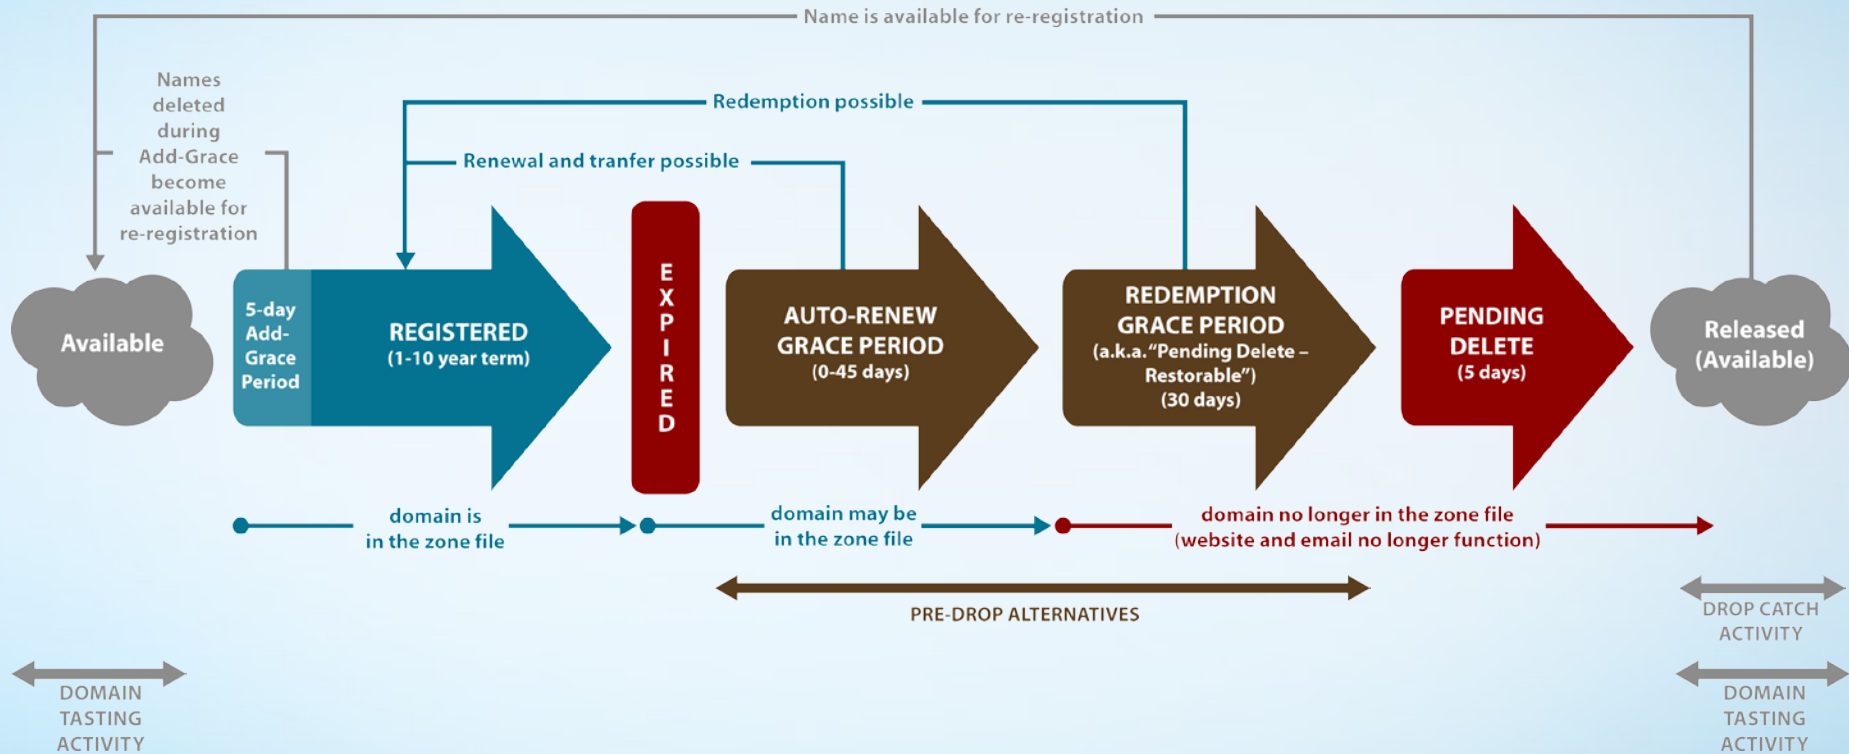 Name is available for re-registration
Names
deleted
during
Add-Grace
become
available for
re-registration
Redemption possible
Renewal and tranfer possible
Available
5-day
Add-
Grace
Period
REGISTERED
(1-10 year term)
EXPIRED
AUTO-RENEW
GRACE PERIOD
(0-45 days)
REDEMPTION
GRACE PERIOD
(a.k.a. “Pending Delete –
Restorable”)
(30 days)
PENDING
DELETE
(5 days)
Released
(Available)
domain is
in the zone file
domain may be
in the zone file
domain no longer in the zone file
(website and email no longer function)
PRE-DROP ALTERNATIVES
DROP CATCH
ACTIVITY
DOMAIN
TASTING
ACTIVITY
DOMAIN
TASTING
ACTIVITY